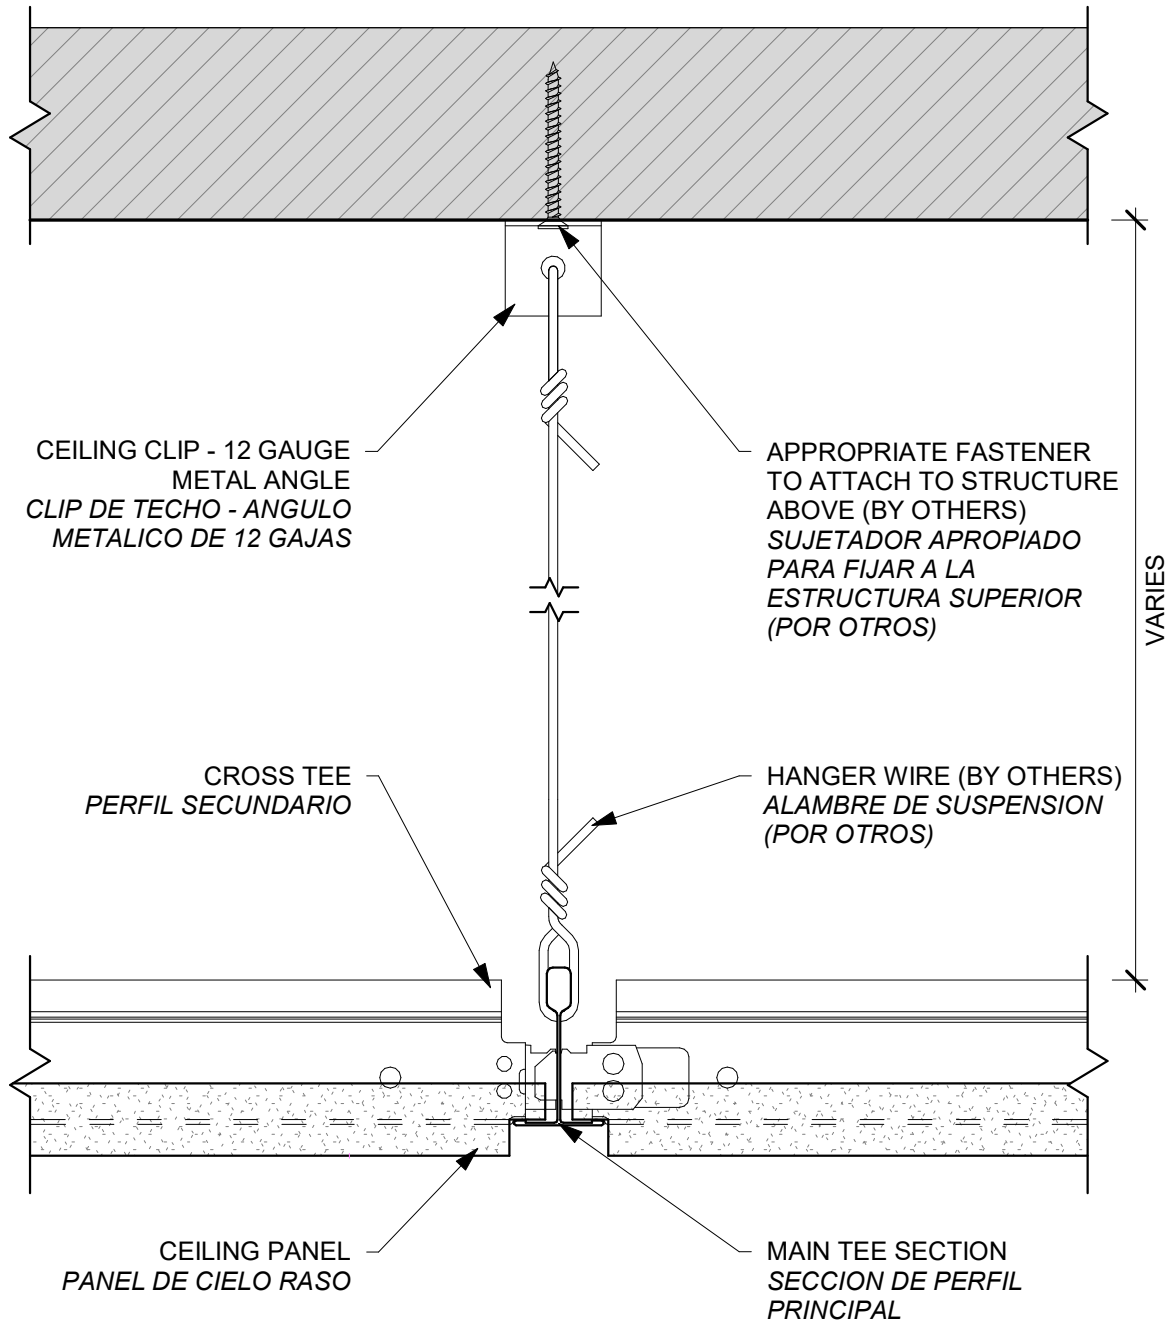 CEILING CLIP - 12 GAUGE
METAL ANGLE
CLIP DE TECHO - ANGULO
METALICO DE 12 GAJAS
APPROPRIATE FASTENER
TO ATTACH TO STRUCTURE
ABOVE (BY OTHERS)
SUJETADOR APROPIADO
PARA FIJAR A LA
ESTRUCTURA SUPERIOR
(POR OTROS)
VARIES
CROSS TEE
PERFIL SECUNDARIO
HANGER WIRE (BY OTHERS)
ALAMBRE DE SUSPENSION
(POR OTROS)
CEILING PANEL
PANEL DE CIELO RASO
MAIN TEE SECTION
SECCION DE PERFIL
PRINCIPAL